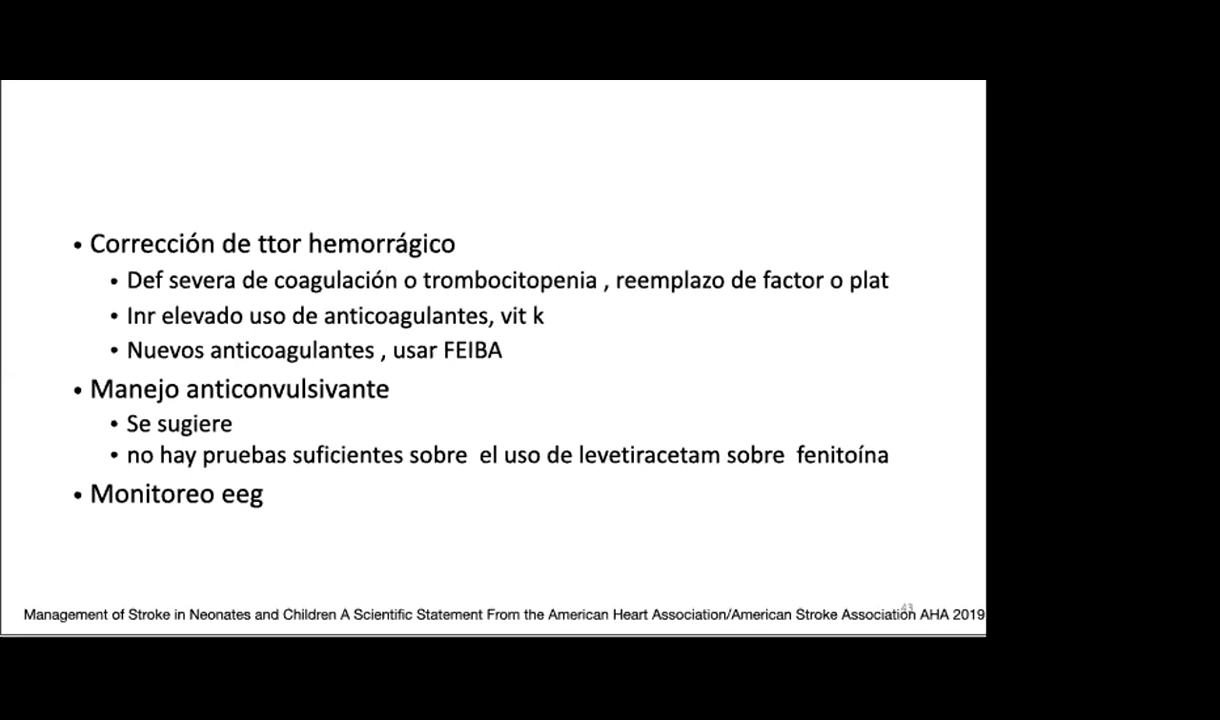 • Corrección de ttor hemorrágico
• Def severa de coagulación o trombocitopenia , reemplazo de factor o plat
• Inr elevado uso de anticoagulantes, vit k
• Nuevos anticoagulantes , usar FEIBA
• Manejo anticonvulsivante
• Se sugiere
• no hay pruebas suficientes sobre  el uso de levetiracetam sobre  fenitoína
• Monitoreo eeg
43
Management of Stroke in Neonates and Children A Scientific Statement From the American Heart Association/American Stroke Association AHA 2019